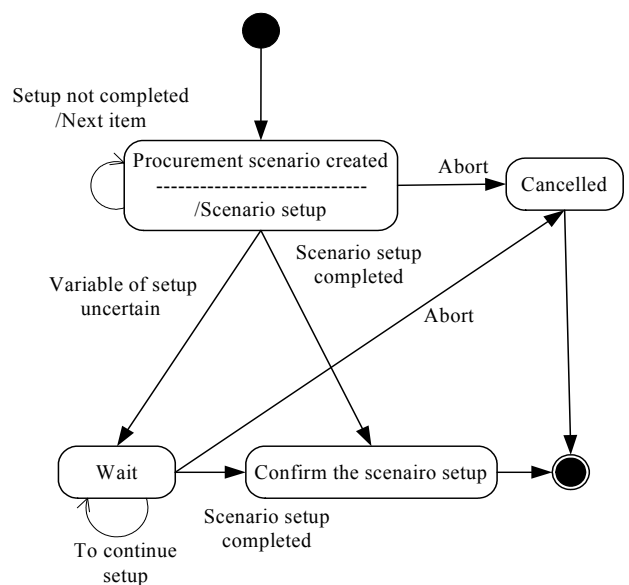 Setup not completed
/Next item
Procurement scenario created
------------------------------
/Scenario setup
Abort
Cancelled
Scenario setup
completed
Variable of setup
uncertain
Abort
Wait
Confirm the scenairo setup
Scenario setup
completed
To continue
setup